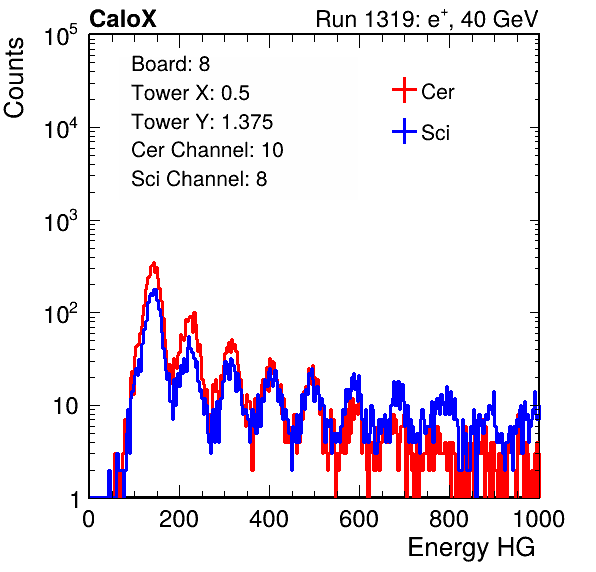 CaloX Run 1319: e⁺, 40 GeV
Counts
Board: 8
Tower X: 0.5
Tower Y: 1.375
Cer Channel: 10
Sci Channel: 8
Cer
Sci
10⁵
10⁴
10³
10²
10
1
0 200 400 600 800 1000
Energy HG